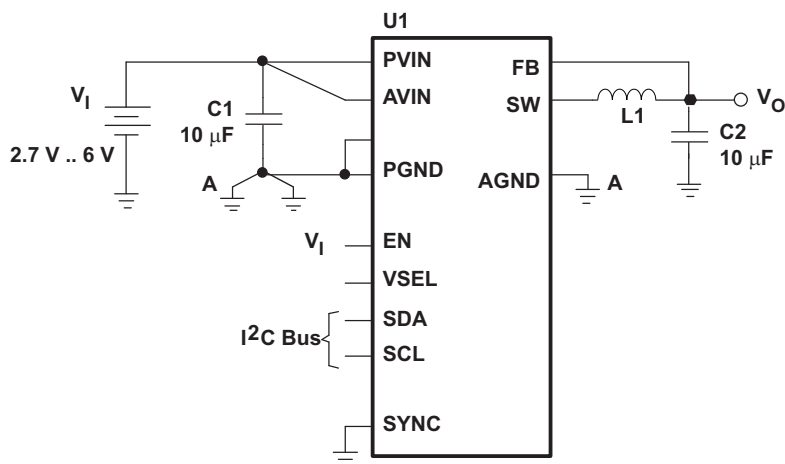 U1
PVIN
AVIN
PGND
EN
VSEL
SDA
SCL
SYNC
FB
SW
AGND
V_I
2.7 V .. 6 V
C1
10 μF
A
V_I
I²C Bus
L1
V_O
C2
10 μF
A